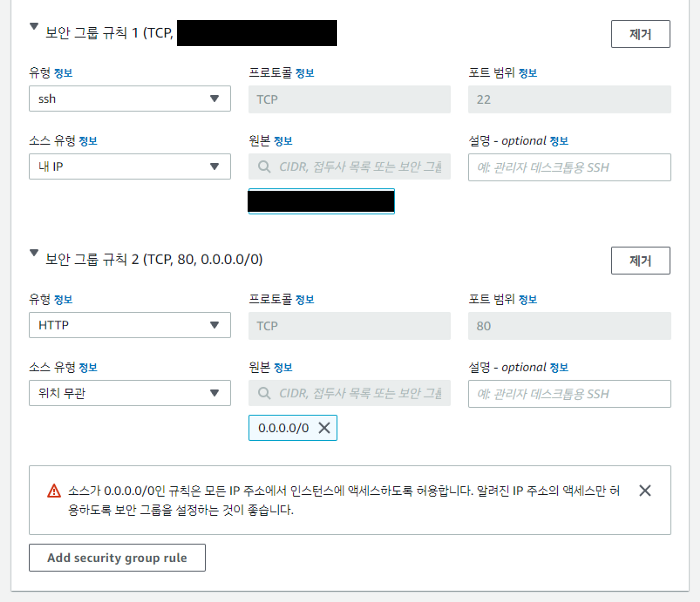 보안 그룹 규칙 1 (TCP,
제거
유형 정보 프로토콜 정보 포트 범위 정보
ssh TCP 22
소스 유형 정보 원본 정보 설명 - optional 정보
내 IP CIDR, 접두사 목록 또는 보안 그룹 예: 관리자 데스크톱용 SSH
보안 그룹 규칙 2 (TCP, 80, 0.0.0.0/0)
제거
유형 정보 프로토콜 정보 포트 범위 정보
HTTP TCP 80
소스 유형 정보 원본 정보 설명 - optional 정보
위치 무관 CIDR, 접두사 목록 또는 보안 그룹 예: 관리자 데스크톱용 SSH
0.0.0.0/0
소스가 0.0.0.0/0인 규칙은 모든 IP 주소에서 인스턴스에 액세스하도록 허용합니다. 알려진 IP 주소의 액세스만 허
용하도록 보안 그룹을 설정하는 것이 좋습니다.
Add security group rule